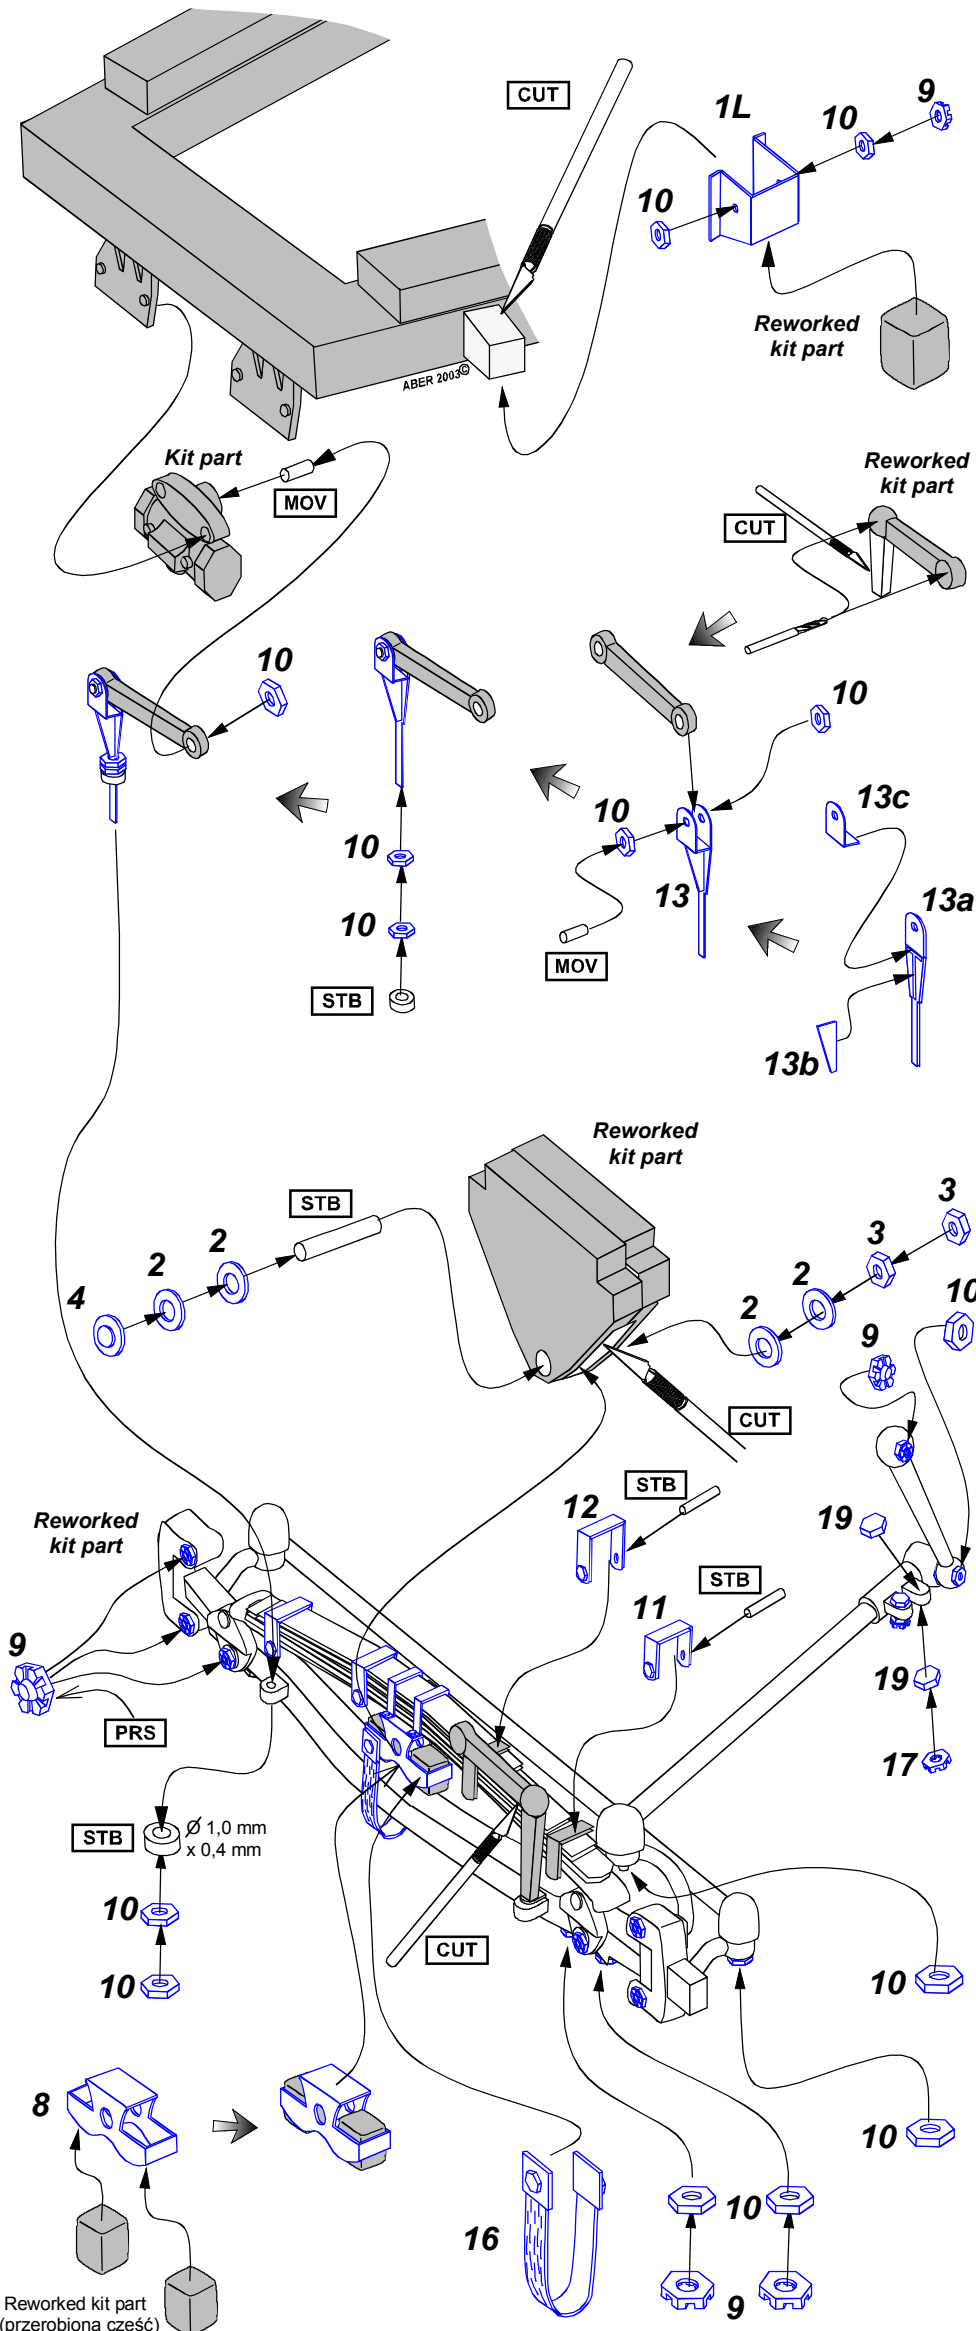 CUT
1L
9
10
10
Reworked
kit part
ABER 2003©
Kit part
MOV
Reworked
kit part
CUT
10
10
10
13c
10
13
13a
10
MOV
STB
13b
Reworked
kit part
STB
3
3
2
2
2
2
4
10
9
CUT
STB
12
Reworked
kit part
19
STB
11
9
19
PRS
17
STB
Ø 1,0 mm
x 0,4 mm
10
CUT
10
10
8
10
16
10
9
Reworked kit part
(przerobiona część)